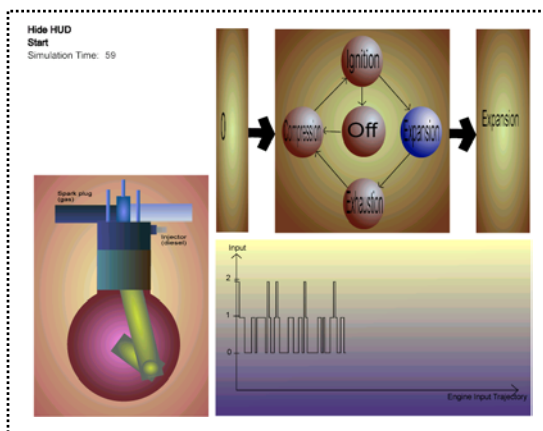 Hide HUD
Start
Simulation Time: 59
0
Ignition
Compression
Off
Expansion
Exhaustion
Expansion
Spark plug
(gas)
Injector
(diesel)
Input
2
1
0
Engine Input Trajectory